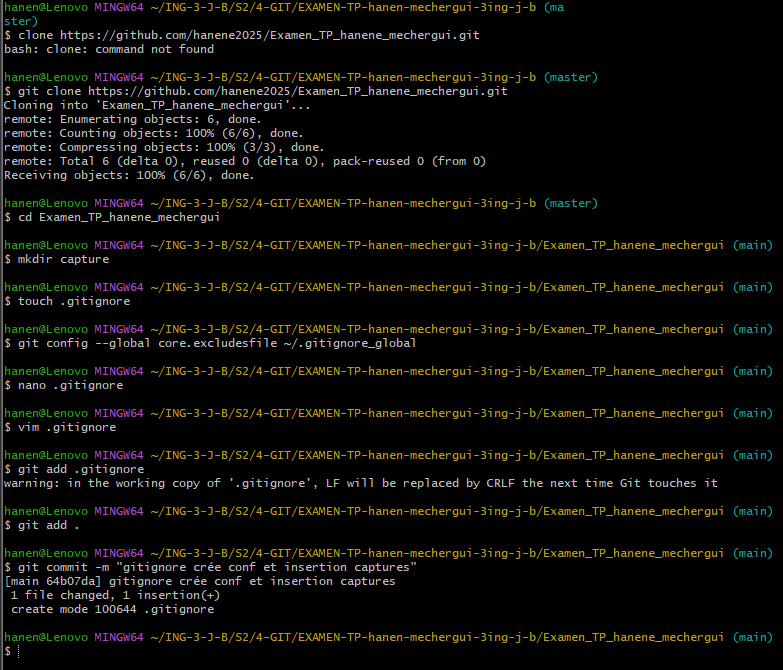 hanen@Lenovo MINGW64 ~/ING-3-J-B/S2/4-GIT/EXAMEN-TP-hanen-mechergui-3ing-j-b (ma
ster)
$ clone https://github.com/hanene2025/Examen_TP_hanene_mechergui.git
bash: clone: command not found
hanen@Lenovo MINGW64 ~/ING-3-J-B/S2/4-GIT/EXAMEN-TP-hanen-mechergui-3ing-j-b (master)
$ git clone https://github.com/hanene2025/Examen_TP_hanene_mechergui.git
Cloning into 'Examen_TP_hanene_mechergui'...
remote: Enumerating objects: 6, done.
remote: Counting objects: 100% (6/6), done.
remote: Compressing objects: 100% (3/3), done.
remote: Total 6 (delta 0), reused 0 (delta 0), pack-reused 0 (from 0)
Receiving objects: 100% (6/6), done.
hanen@Lenovo MINGW64 ~/ING-3-J-B/S2/4-GIT/EXAMEN-TP-hanen-mechergui-3ing-j-b (master)
$ cd Examen_TP_hanene_mechergui
hanen@Lenovo MINGW64 ~/ING-3-J-B/S2/4-GIT/EXAMEN-TP-hanen-mechergui-3ing-j-b/Examen_TP_hanene_mechergui (main)
$ mkdir capture
hanen@Lenovo MINGW64 ~/ING-3-J-B/S2/4-GIT/EXAMEN-TP-hanen-mechergui-3ing-j-b/Examen_TP_hanene_mechergui (main)
$ touch .gitignore
hanen@Lenovo MINGW64 ~/ING-3-J-B/S2/4-GIT/EXAMEN-TP-hanen-mechergui-3ing-j-b/Examen_TP_hanene_mechergui (main)
$ git config --global core.excludesfile ~/.gitignore_global
hanen@Lenovo MINGW64 ~/ING-3-J-B/S2/4-GIT/EXAMEN-TP-hanen-mechergui-3ing-j-b/Examen_TP_hanene_mechergui (main)
$ nano .gitignore
hanen@Lenovo MINGW64 ~/ING-3-J-B/S2/4-GIT/EXAMEN-TP-hanen-mechergui-3ing-j-b/Examen_TP_hanene_mechergui (main)
$ vim .gitignore
hanen@Lenovo MINGW64 ~/ING-3-J-B/S2/4-GIT/EXAMEN-TP-hanen-mechergui-3ing-j-b/Examen_TP_hanene_mechergui (main)
$ git add .gitignore
warning: in the working copy of '.gitignore', LF will be replaced by CRLF the next time Git touches it
hanen@Lenovo MINGW64 ~/ING-3-J-B/S2/4-GIT/EXAMEN-TP-hanen-mechergui-3ing-j-b/Examen_TP_hanene_mechergui (main)
$ git add .
hanen@Lenovo MINGW64 ~/ING-3-J-B/S2/4-GIT/EXAMEN-TP-hanen-mechergui-3ing-j-b/Examen_TP_hanene_mechergui (main)
$ git commit -m "gitignore crée conf et insertion captures"
[main 64b07da] gitignore crée conf et insertion captures
 1 file changed, 1 insertion(+)
 create mode 100644 .gitignore
hanen@Lenovo MINGW64 ~/ING-3-J-B/S2/4-GIT/EXAMEN-TP-hanen-mechergui-3ing-j-b/Examen_TP_hanene_mechergui (main)
$